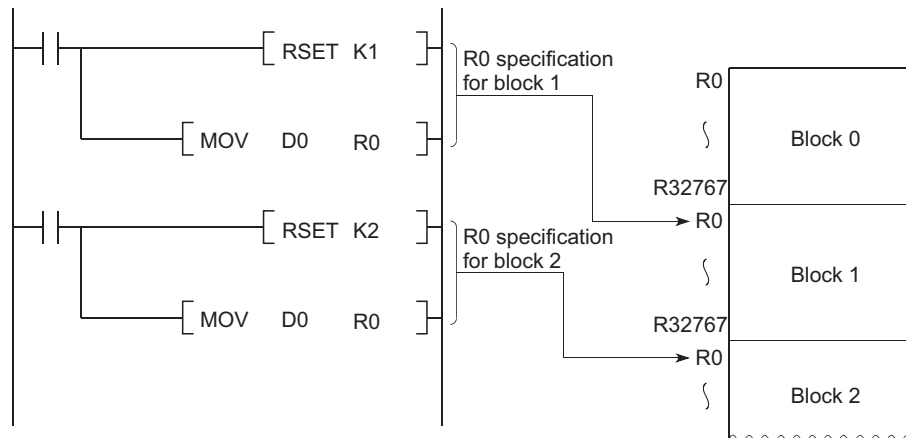 RSET K1
MOV D0 R0
R0 specification
for block 1
RSET K2
MOV D0 R0
R0 specification
for block 2
R0
Block 0
R32767
R0
Block 1
R32767
R0
Block 2